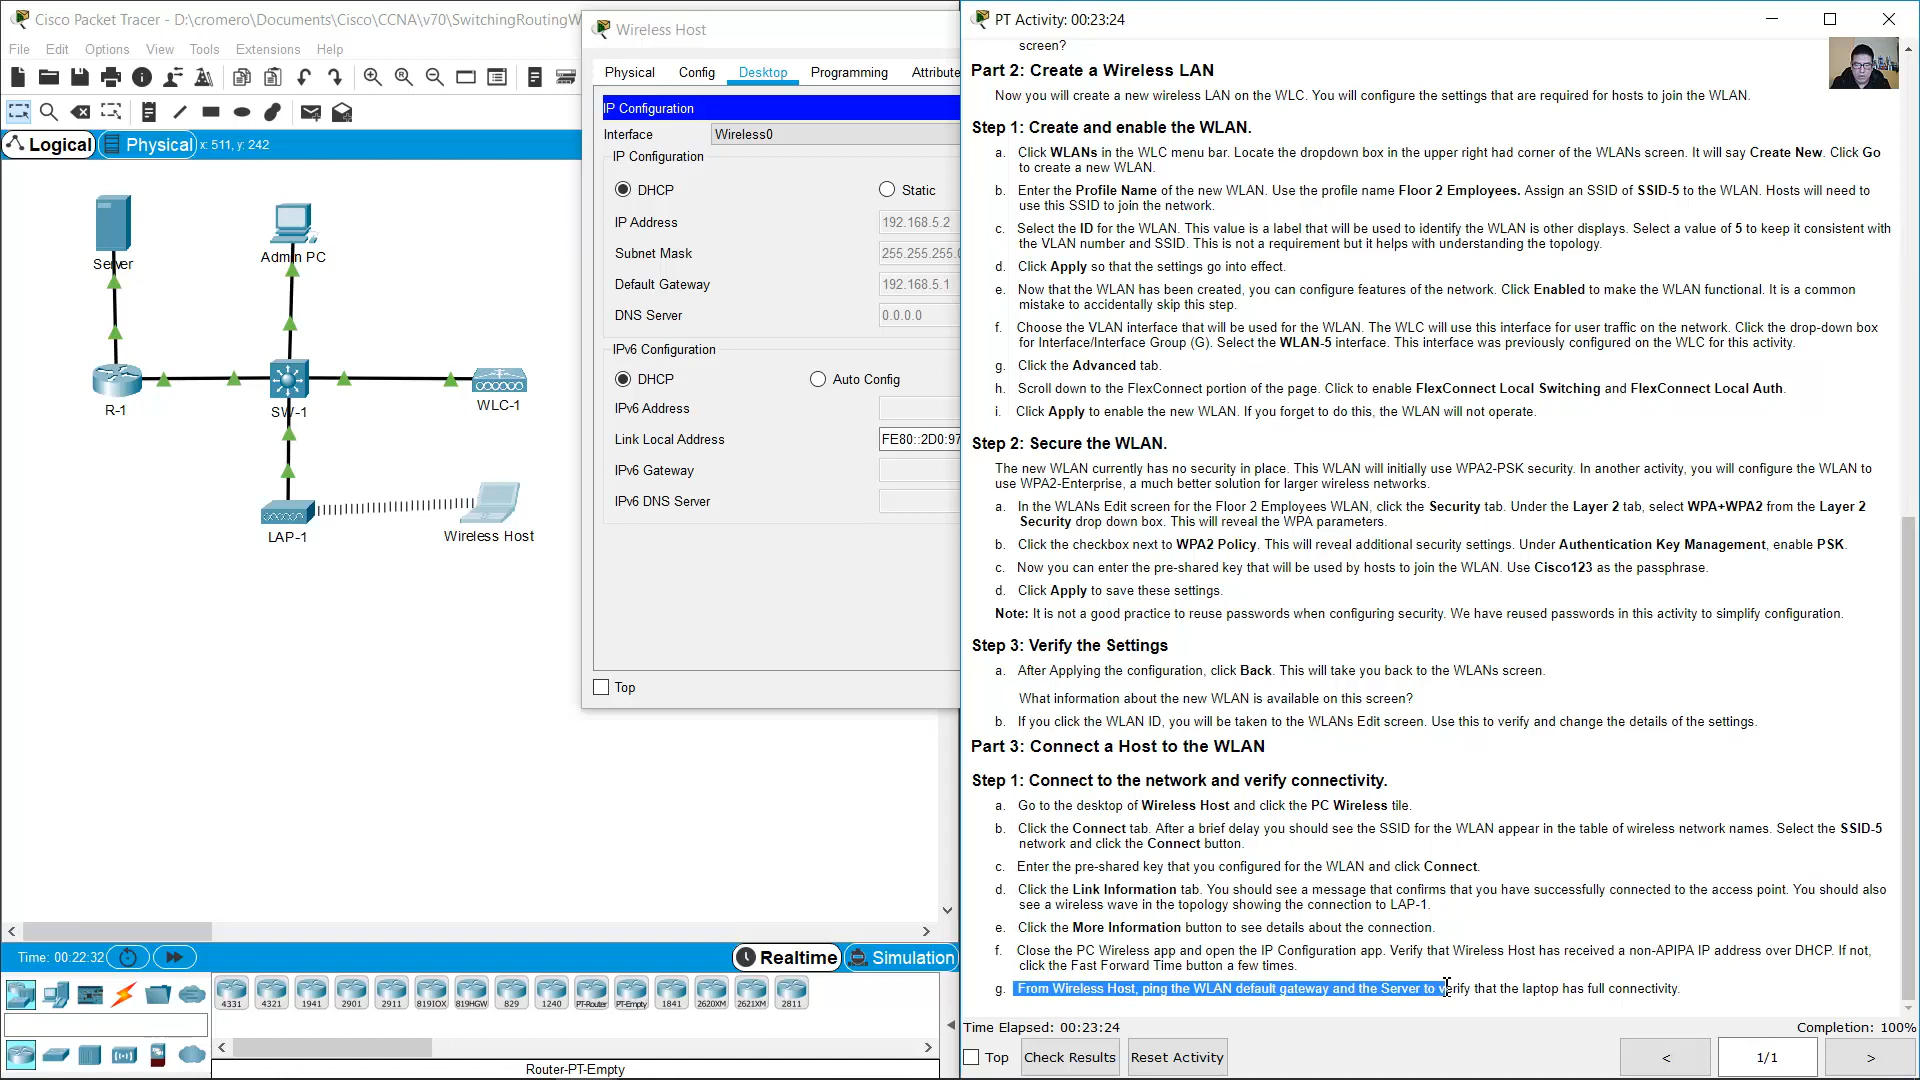 Cisco Packet Tracer - D:\cromero\Documents\Cisco\CCNA\v70\SwitchingRoutingW
File Edit Options View Tools Extensions Help
Logical Physical x: 511, y: 242
Server
Admin PC
R-1
SW-1
WLC-1
LAP-1
Wireless Host
Time: 00:22:32
Realtime Simulation
4331 4321 1941 2901 2911 819IOX 819HGW 829 1240 PT-Router PT-Empty 1841 2620XM 2621XM 2811
Router-PT-Empty
Wireless Host
Physical Config Desktop Programming Attribute
IP Configuration
Interface Wireless0
IP Configuration
DHCP Static
IP Address 192.168.5.2
Subnet Mask 255.255.255.0
Default Gateway 192.168.5.1
DNS Server 0.0.0.0
IPv6 Configuration
DHCP Auto Config
IPv6 Address
Link Local Address FE80::2D0:97
IPv6 Gateway
IPv6 DNS Server
Top
PT Activity: 00:23:24
screen?
Part 2: Create a Wireless LAN
Now you will create a new wireless LAN on the WLC. You will configure the settings that are required for hosts to join the WLAN.
Step 1: Create and enable the WLAN.
a. Click WLANs in the WLC menu bar. Locate the dropdown box in the upper right had corner of the WLANs screen. It will say Create New. Click Go
to create a new WLAN.
b. Enter the Profile Name of the new WLAN. Use the profile name Floor 2 Employees. Assign an SSID of SSID-5 to the WLAN. Hosts will need to
use this SSID to join the network.
c. Select the ID for the WLAN. This value is a label that will be used to identify the WLAN is other displays. Select a value of 5 to keep it consistent with
the VLAN number and SSID. This is not a requirement but it helps with understanding the topology.
d. Click Apply so that the settings go into effect.
e. Now that the WLAN has been created, you can configure features of the network. Click Enabled to make the WLAN functional. It is a common
mistake to accidentally skip this step.
f. Choose the VLAN interface that will be used for the WLAN. The WLC will use this interface for user traffic on the network. Click the drop-down box
for Interface/Interface Group (G). Select the WLAN-5 interface. This interface was previously configured on the WLC for this activity.
g. Click the Advanced tab.
h. Scroll down to the FlexConnect portion of the page. Click to enable FlexConnect Local Switching and FlexConnect Local Auth.
i. Click Apply to enable the new WLAN. If you forget to do this, the WLAN will not operate.
Step 2: Secure the WLAN.
The new WLAN currently has no security in place. This WLAN will initially use WPA2-PSK security. In another activity, you will configure the WLAN to
use WPA2-Enterprise, a much better solution for larger wireless networks.
a. In the WLANs Edit screen for the Floor 2 Employees WLAN, click the Security tab. Under the Layer 2 tab, select WPA+WPA2 from the Layer 2
Security drop down box. This will reveal the WPA parameters.
b. Click the checkbox next to WPA2 Policy. This will reveal additional security settings. Under Authentication Key Management, enable PSK.
c. Now you can enter the pre-shared key that will be used by hosts to join the WLAN. Use Cisco123 as the passphrase.
d. Click Apply to save these settings.
Note: It is not a good practice to reuse passwords when configuring security. We have reused passwords in this activity to simplify configuration.
Step 3: Verify the Settings
a. After Applying the configuration, click Back. This will take you back to the WLANs screen.
What information about the new WLAN is available on this screen?
b. If you click the WLAN ID, you will be taken to the WLANs Edit screen. Use this to verify and change the details of the settings.
Part 3: Connect a Host to the WLAN
Step 1: Connect to the network and verify connectivity.
a. Go to the desktop of Wireless Host and click the PC Wireless tile.
b. Click the Connect tab. After a brief delay you should see the SSID for the WLAN appear in the table of wireless network names. Select the SSID-5
network and click the Connect button.
c. Enter the pre-shared key that you configured for the WLAN and click Connect.
d. Click the Link Information tab. You should see a message that confirms that you have successfully connected to the access point. You should also
see a wireless wave in the topology showing the connection to LAP-1.
e. Click the More Information button to see details about the connection.
f. Close the PC Wireless app and open the IP Configuration app. Verify that Wireless Host has received a non-APIPA IP address over DHCP. If not,
click the Fast Forward Time button a few times.
g. From Wireless Host, ping the WLAN default gateway and the Server to verify that the laptop has full connectivity.
Time Elapsed: 00:23:24 Completion: 100%
Top Check Results Reset Activity < 1/1 >